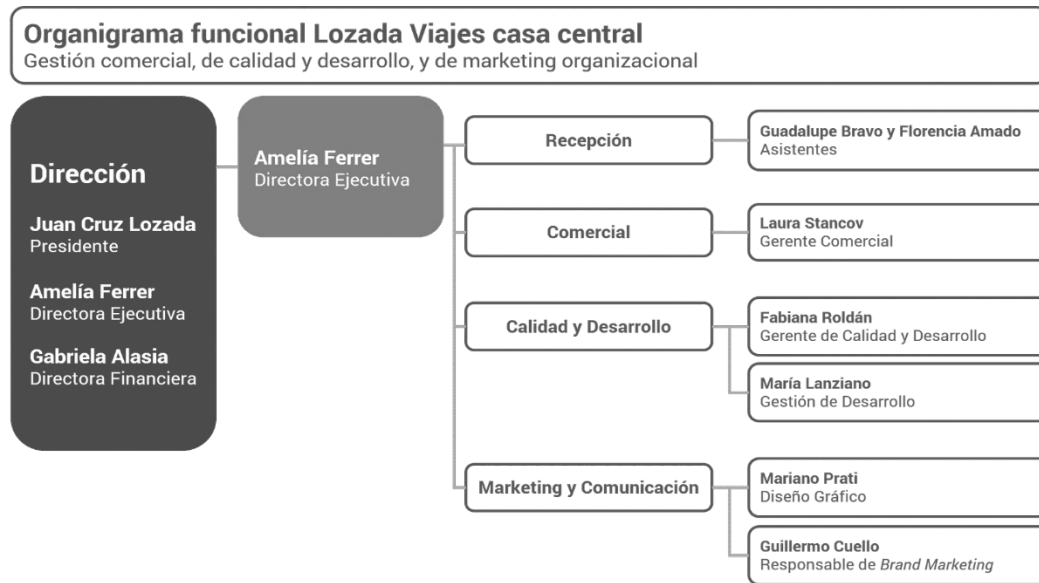 Organigrama funcional Lozada Viajes casa central
Gestión comercial, de calidad y desarrollo, y de marketing organizacional
Dirección
Juan Cruz Lozada
Presidente
Amelía Ferrer
Directora Ejecutiva
Gabriela Alasia
Directora Financiera
Amelía Ferrer
Directora Ejecutiva
Recepción
Guadalupe Bravo y Florencia Amado
Asistentes
Comercial
Laura Stancov
Gerente Comercial
Calidad y Desarrollo
Fabiana Roldán
Gerente de Calidad y Desarrollo
María Lanziano
Gestión de Desarrollo
Marketing y Comunicación
Mariano Prati
Diseño Gráfico
Guillermo Cuello
Responsable de Brand Marketing